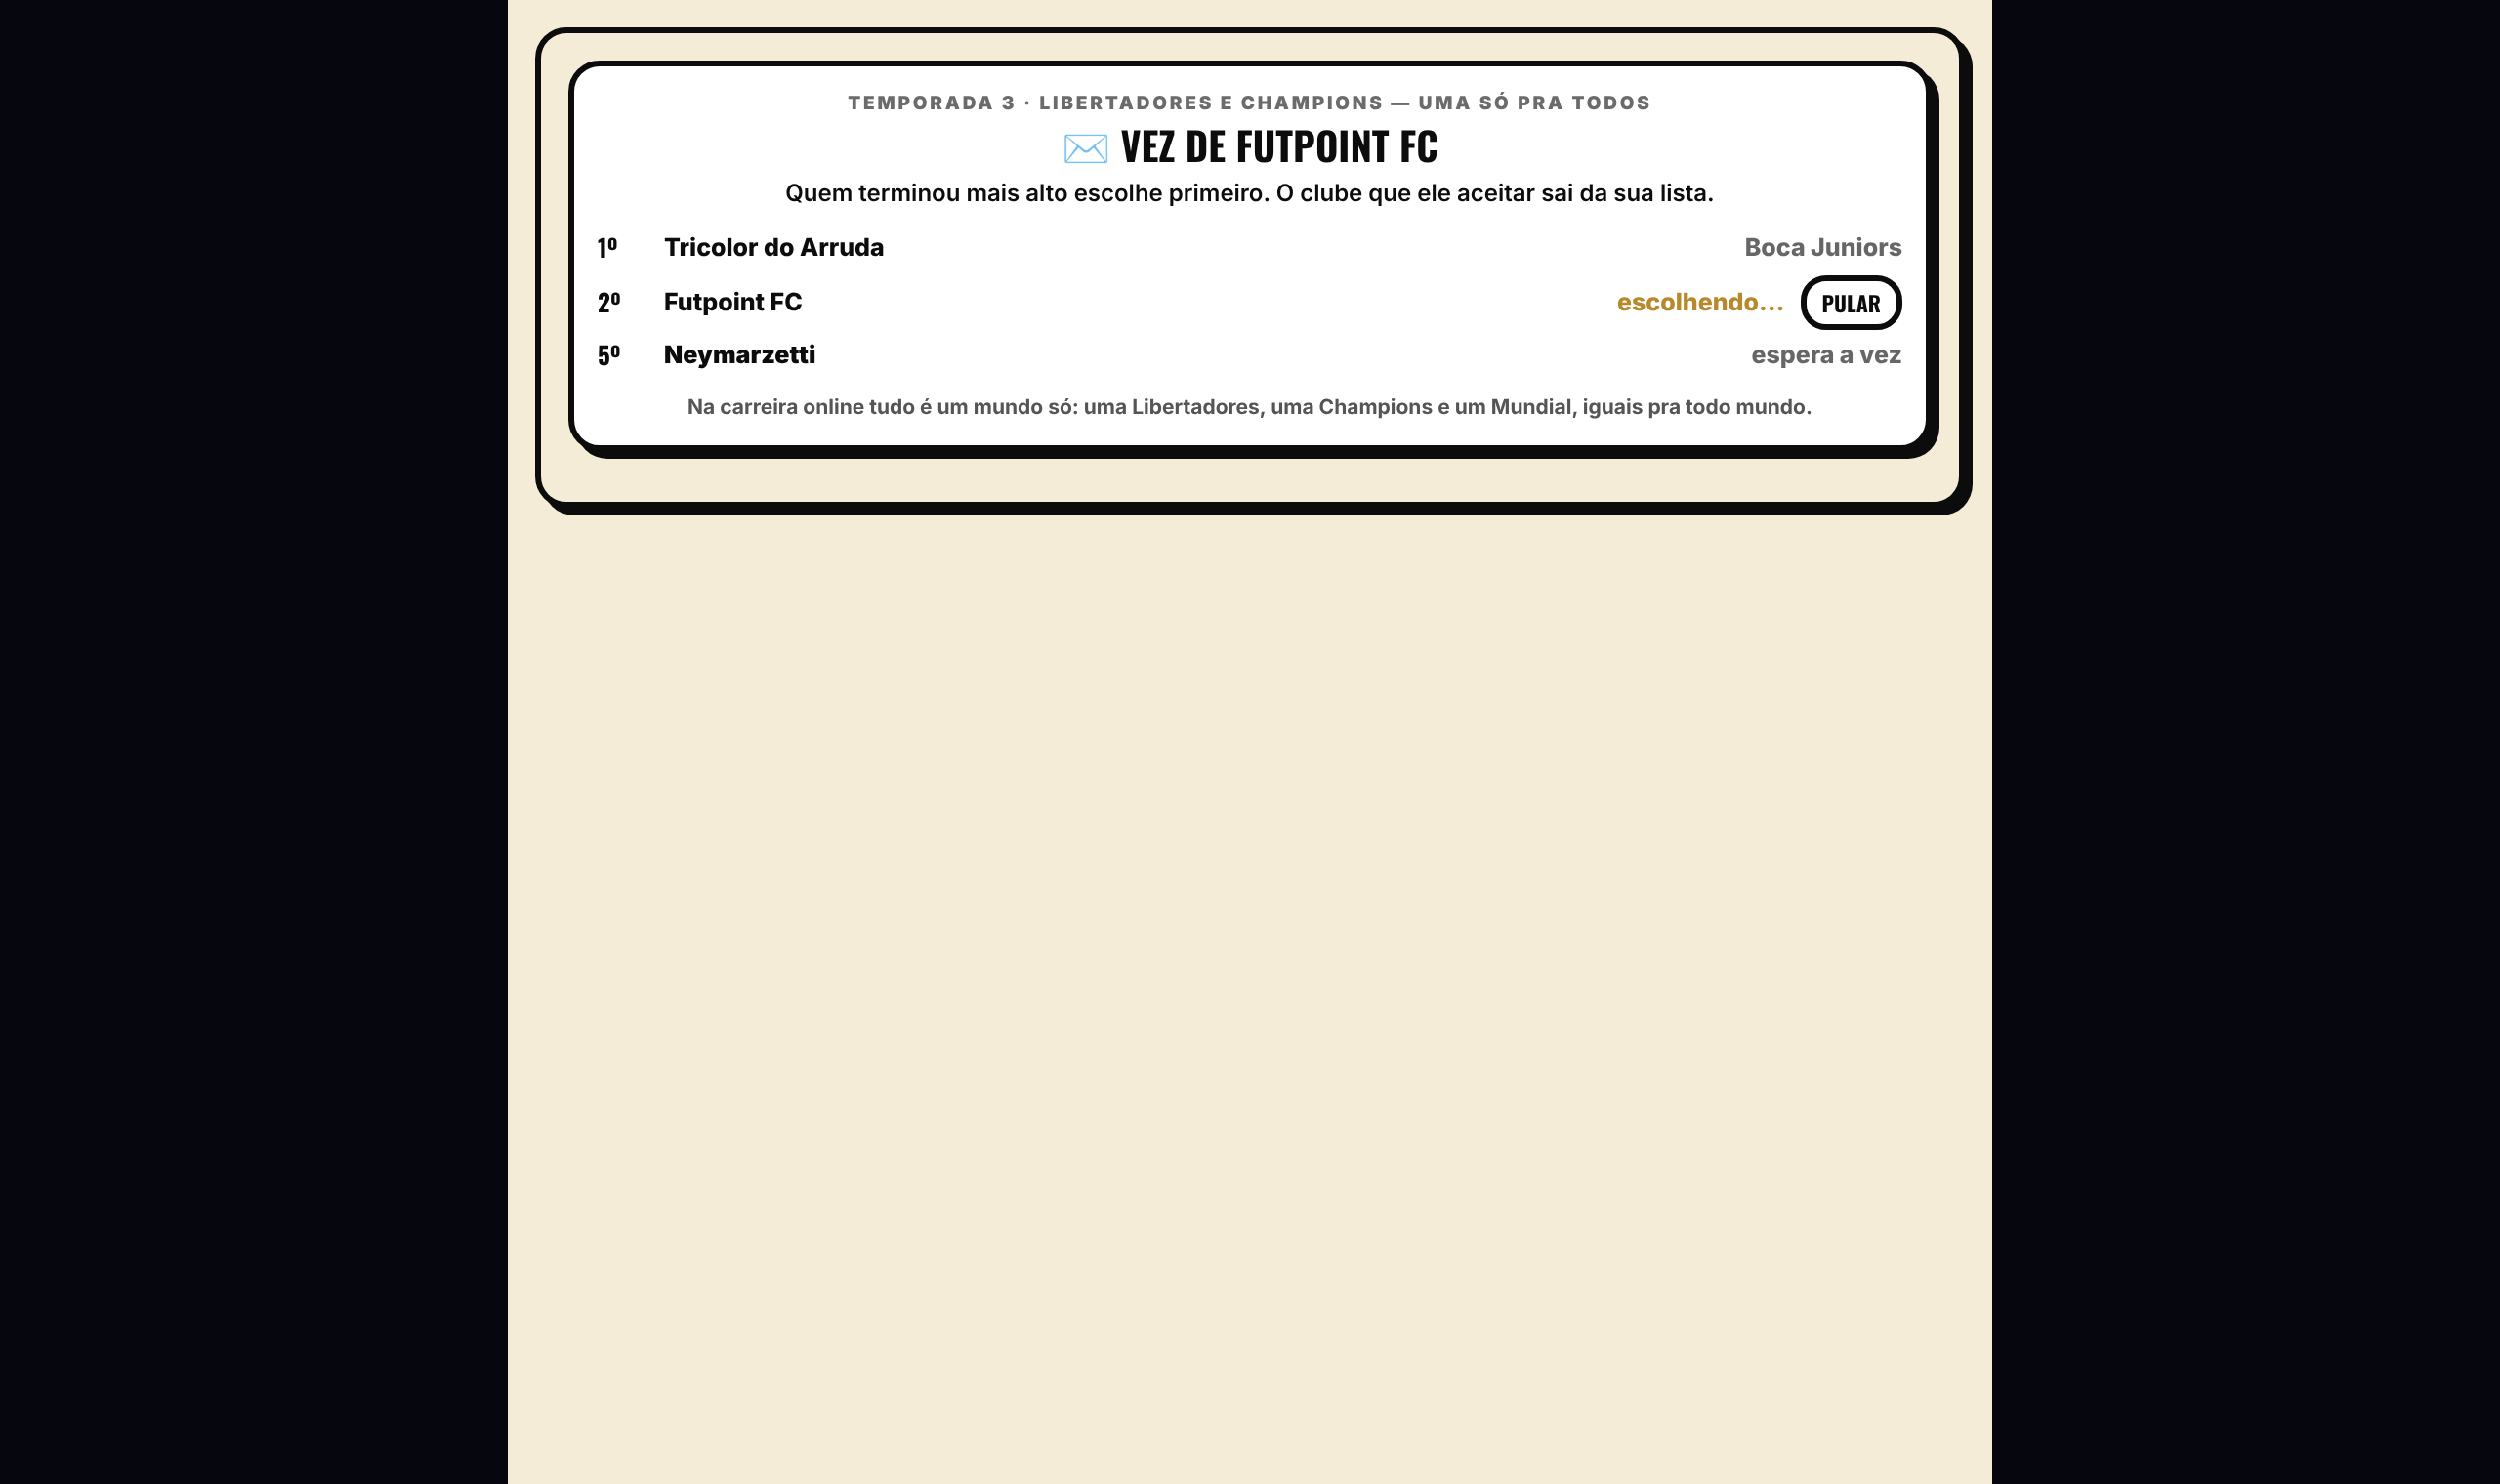 TEMPORADA 3 · LIBERTADORES E CHAMPIONS — UMA SÓ PRA TODOS
✉️ VEZ DE FUTPOINT FC
Quem terminou mais alto escolhe primeiro. O clube que ele aceitar sai da sua lista.
1º Tricolor do Arruda Boca Juniors
2º Futpoint FC escolhendo... PULAR
5º Neymarzetti espera a vez
Na carreira online tudo é um mundo só: uma Libertadores, uma Champions e um Mundial, iguais pra todo mundo.